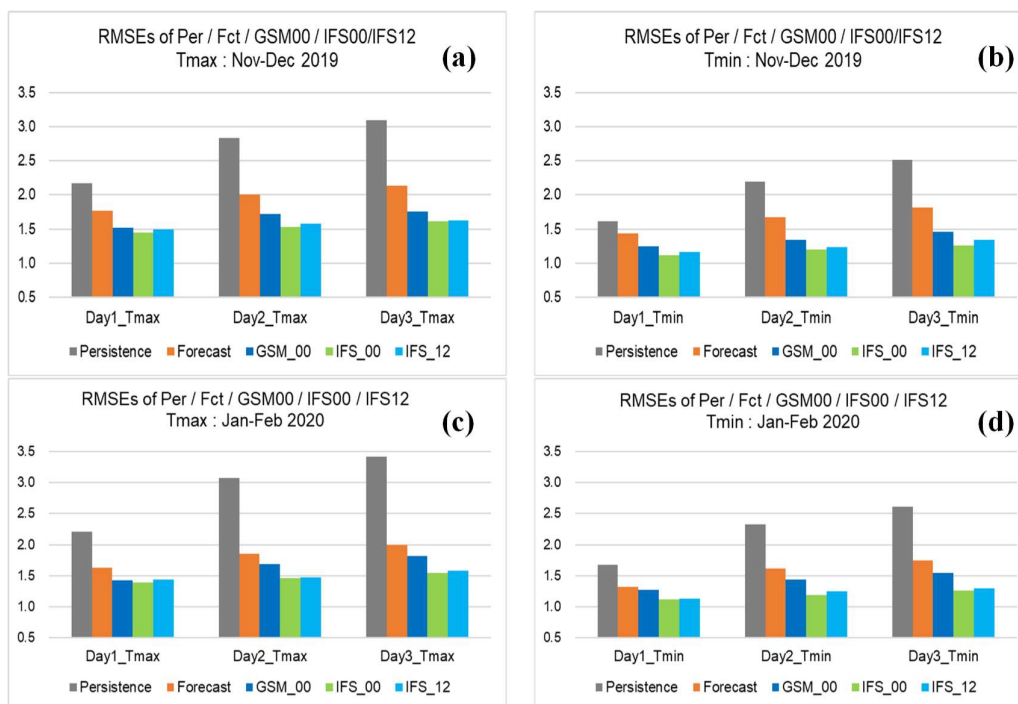 RMSEs of Per / Fct / GSM00 / IFS00/IFS12
Tmax : Nov-Dec 2019
(a)
3.5
3.0
2.5
2.0
1.5
1.0
0.5
Day1_Tmax Day2_Tmax Day3_Tmax
Persistence Forecast GSM_00 IFS_00 IFS_12
RMSEs of Per / Fct / GSM00 / IFS00/IFS12
Tmin : Nov-Dec 2019
(b)
3.5
3.0
2.5
2.0
1.5
1.0
0.5
Day1_Tmin Day2_Tmin Day3_Tmin
Persistence Forecast GSM_00 IFS_00 IFS_12
RMSEs of Per / Fct / GSM00 / IFS00 / IFS12
Tmax : Jan-Feb 2020
(c)
3.5
3.0
2.5
2.0
1.5
1.0
0.5
Day1_Tmax Day2_Tmax Day3_Tmax
Persistence Forecast GSM_00 IFS_00 IFS_12
RMSEs of Per / Fct / GSM00 / IFS00 / IFS12
Tmin : Jan-Feb 2020
(d)
3.5
3.0
2.5
2.0
1.5
1.0
0.5
Day1_Tmin Day2_Tmin Day3_Tmin
Persistence Forecast GSM_00 IFS_00 IFS_12